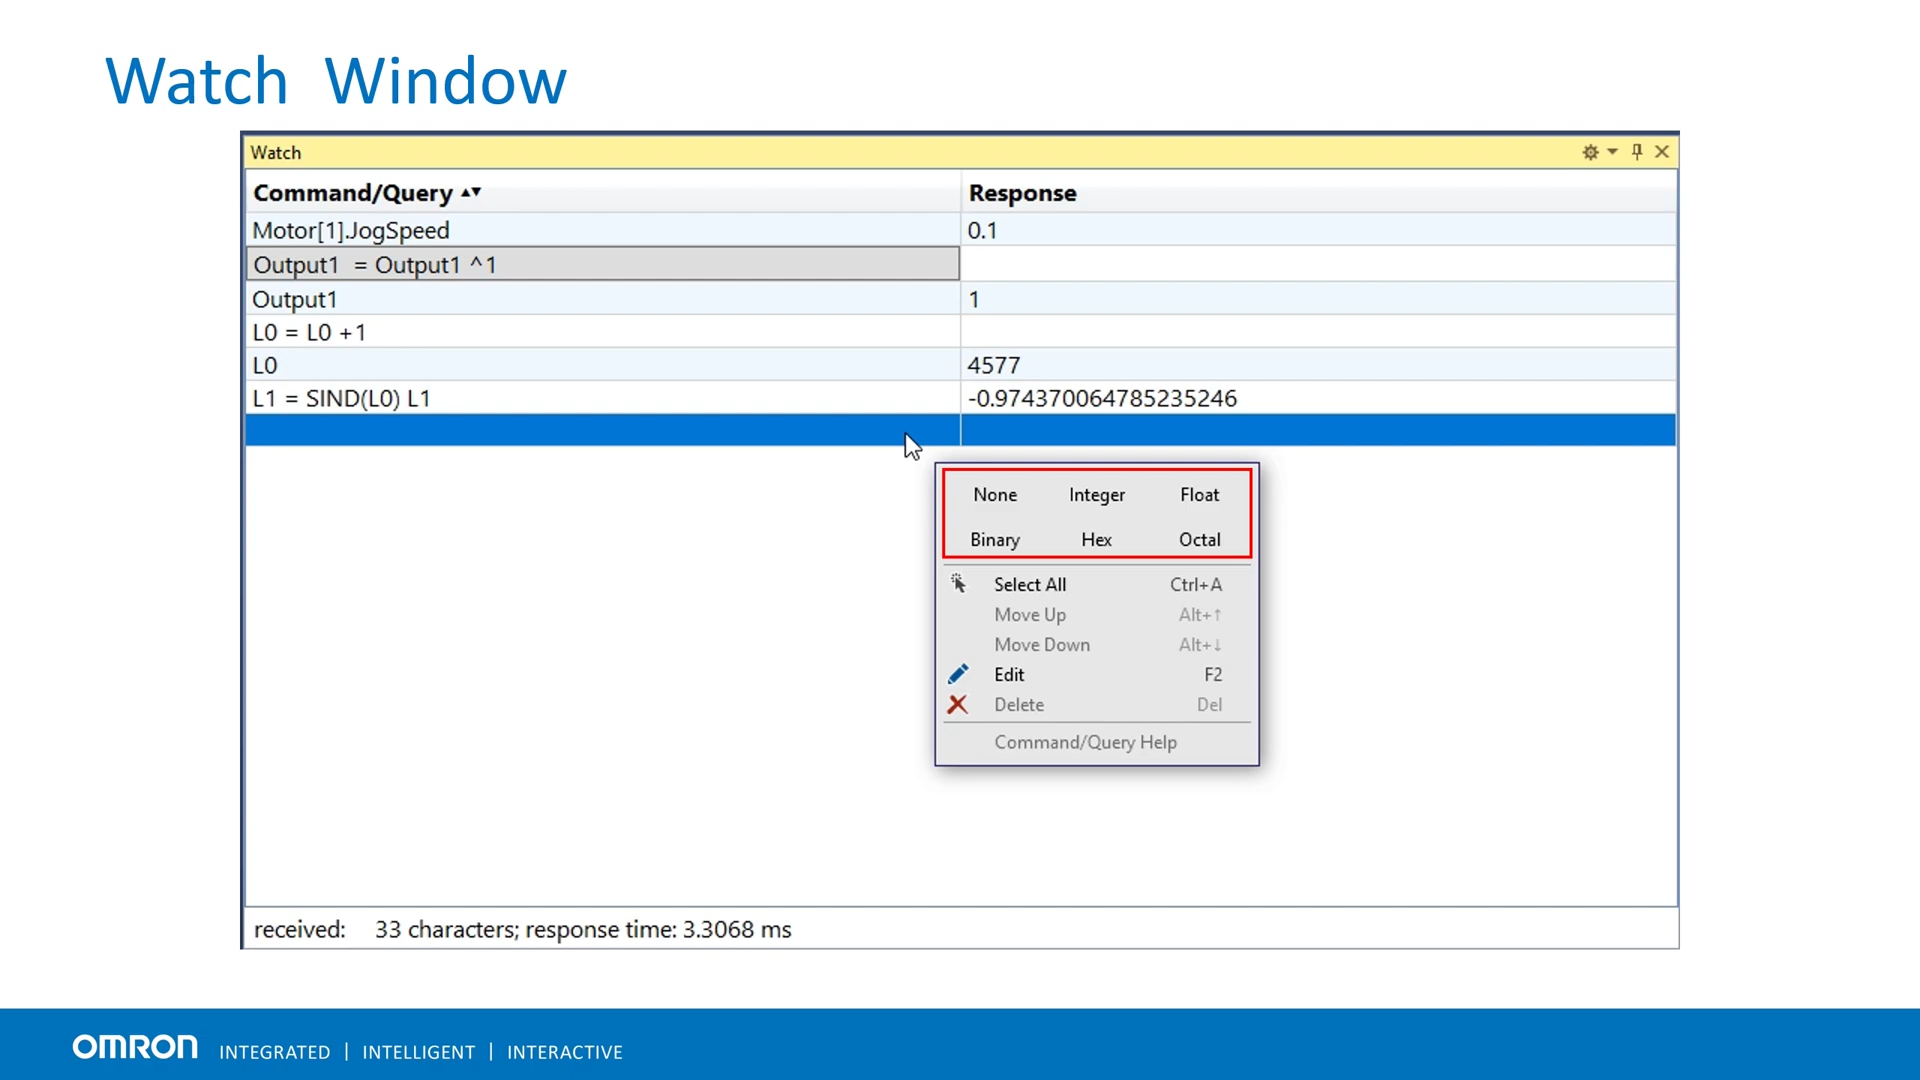 Watch Window
Watch
Command/Query Response
Motor[1].JogSpeed 0.1
Output1 = Output1 ^1
Output1 1
L0 = L0 +1
L0 4577
L1 = SIND(L0) L1 -0.974370064785235246
None Integer Float
Binary Hex Octal
Select All Ctrl+A
Move Up Alt+↑
Move Down Alt+↓
Edit F2
Delete Del
Command/Query Help
received: 33 characters; response time: 3.3068 ms
OMRON INTEGRATED | INTELLIGENT | INTERACTIVE